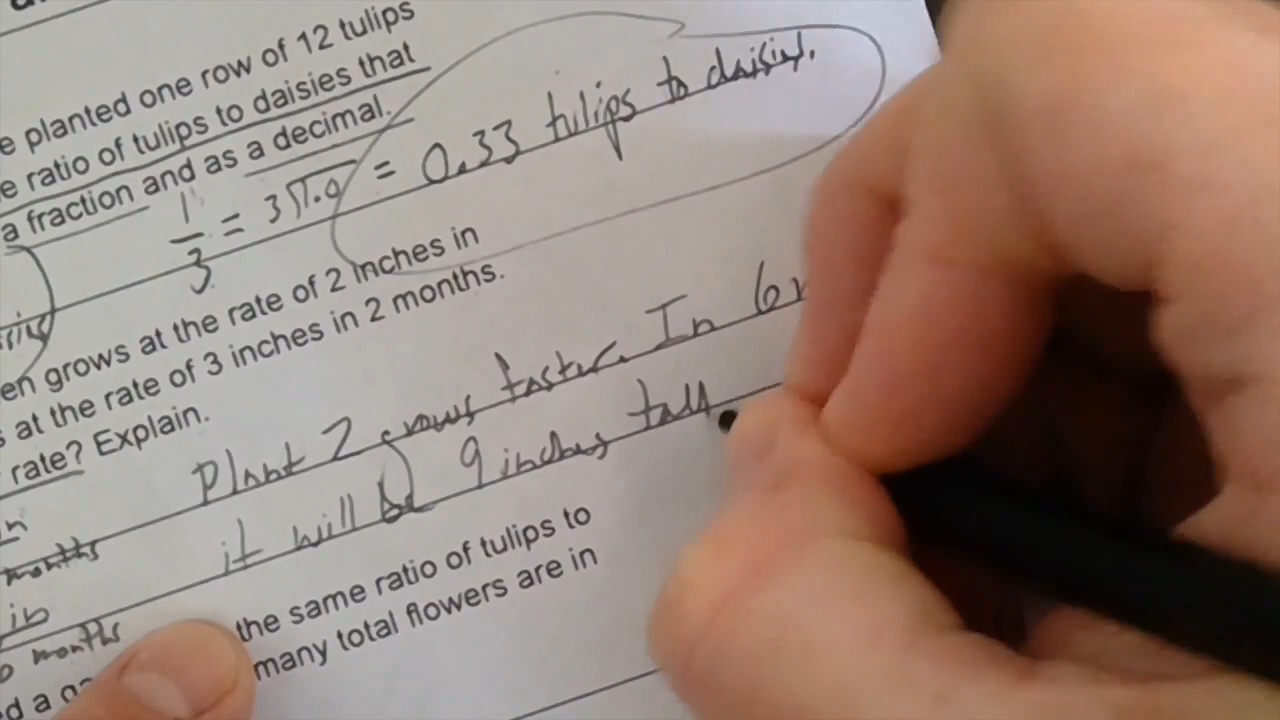 e planted one row of 12 tulips
e ratio of tulips to daisies that
a fraction and as a decimal.
1/3 = 3√1.0 = 0.33 tulips to daisies.
en grows at the rate of 2 inches in
s at the rate of 3 inches in 2 months.
rate? Explain.
Plant 2 grows faster. In 6
it will be 9 inches tall
in
months
months
the same ratio of tulips to
many total flowers are in
d a